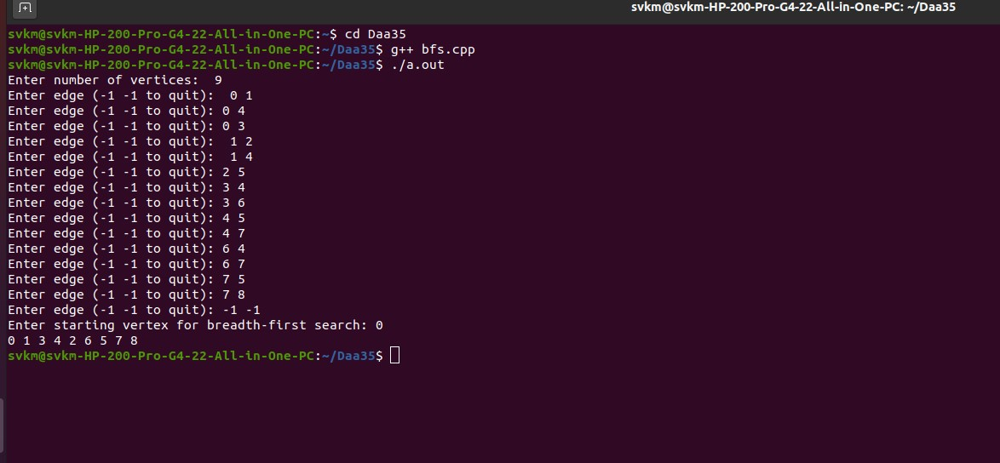 svkm@svkm-HP-200-Pro-G4-22-All-in-One-PC: ~/Daa35
svkm@svkm-HP-200-Pro-G4-22-All-in-One-PC:~$ cd Daa35
svkm@svkm-HP-200-Pro-G4-22-All-in-One-PC:~/Daa35$ g++ bfs.cpp
svkm@svkm-HP-200-Pro-G4-22-All-in-One-PC:~/Daa35$ ./a.out
Enter number of vertices:  9
Enter edge (-1 -1 to quit):  0 1
Enter edge (-1 -1 to quit): 0 4
Enter edge (-1 -1 to quit): 0 3
Enter edge (-1 -1 to quit):  1 2
Enter edge (-1 -1 to quit):  1 4
Enter edge (-1 -1 to quit): 2 5
Enter edge (-1 -1 to quit): 3 4
Enter edge (-1 -1 to quit): 3 6
Enter edge (-1 -1 to quit): 4 5
Enter edge (-1 -1 to quit): 4 7
Enter edge (-1 -1 to quit): 6 4
Enter edge (-1 -1 to quit): 6 7
Enter edge (-1 -1 to quit): 7 5
Enter edge (-1 -1 to quit): 7 8
Enter edge (-1 -1 to quit): -1 -1
Enter starting vertex for breadth-first search: 0
0 1 3 4 2 6 5 7 8
svkm@svkm-HP-200-Pro-G4-22-All-in-One-PC:~/Daa35$